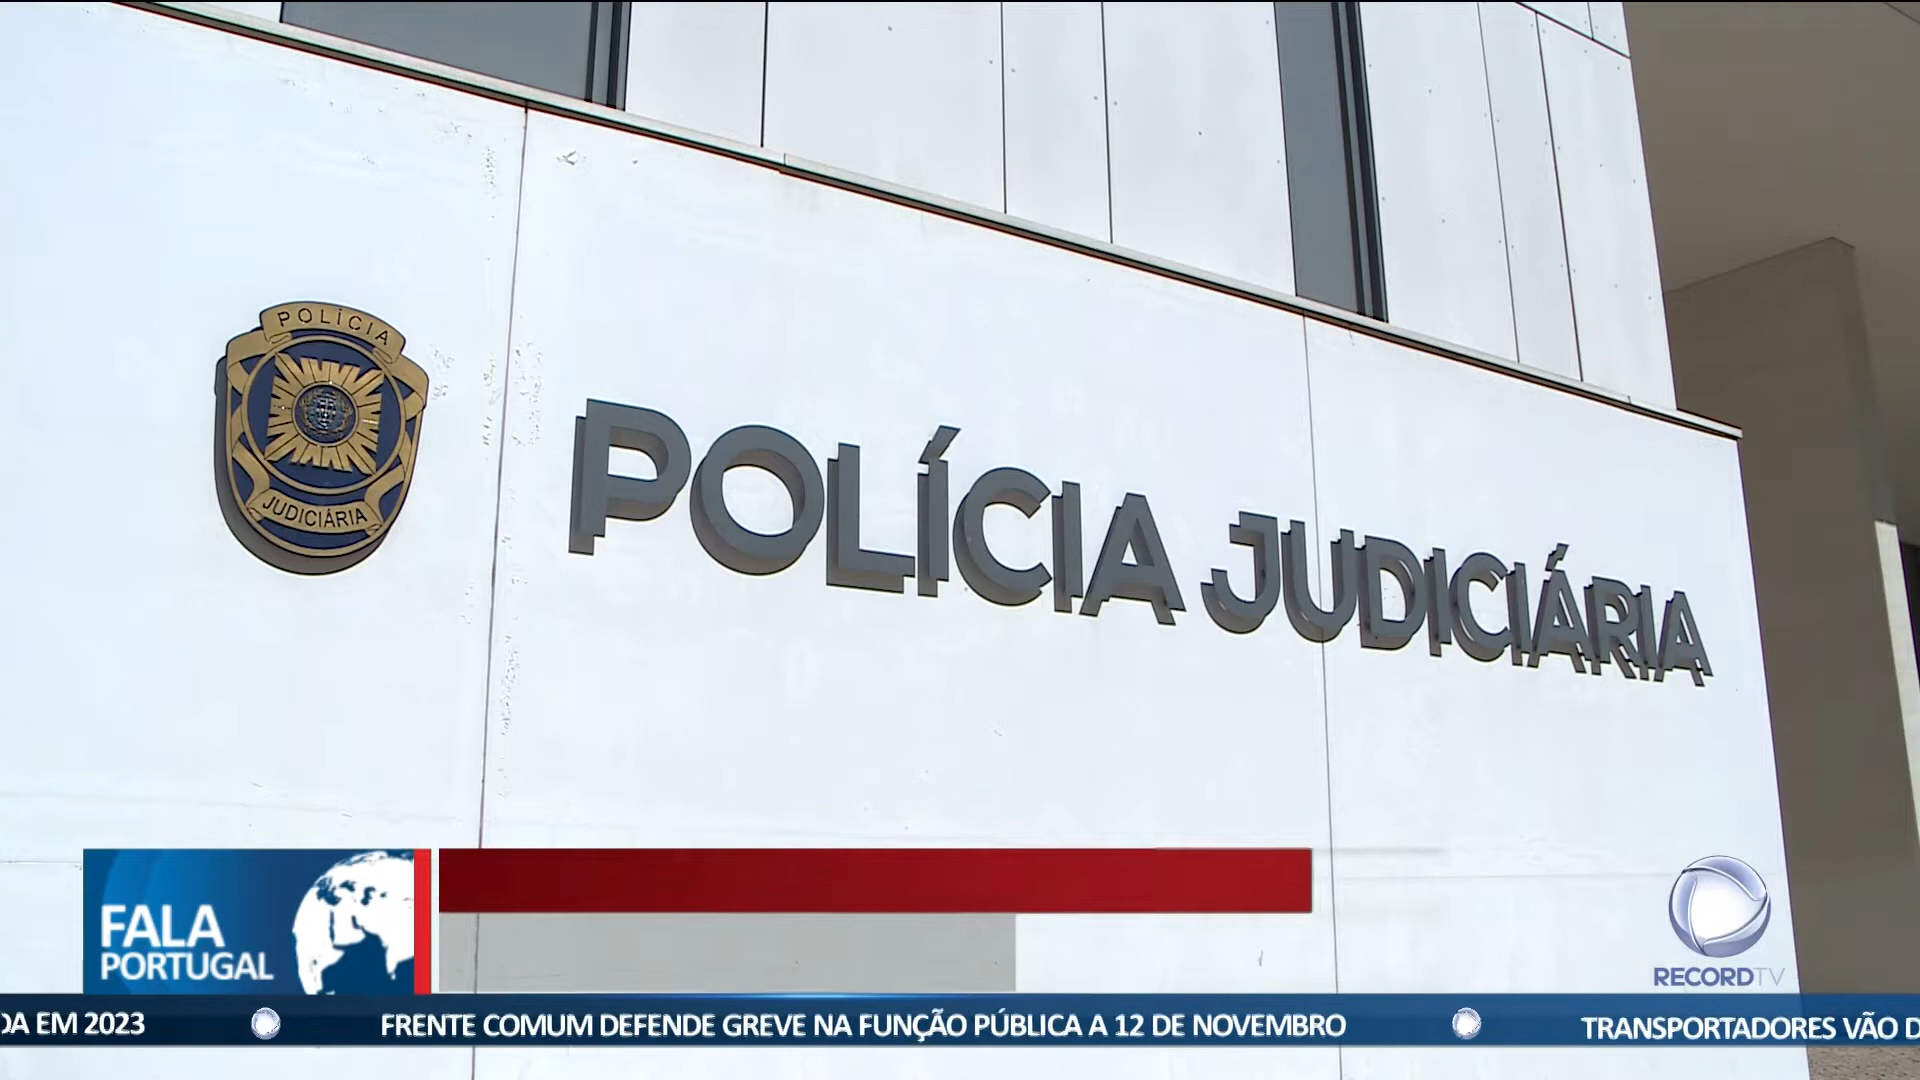 POLÍCIA
JUDICIÁRIA
POLÍCIA JUDICIÁRIA
FALA
PORTUGAL
RECORDTV
EM 2023
FRENTE COMUM DEFENDE GREVE NA FUNÇÃO PÚBLICA A 12 DE NOVEMBRO
TRANSPORTADORES VÃO